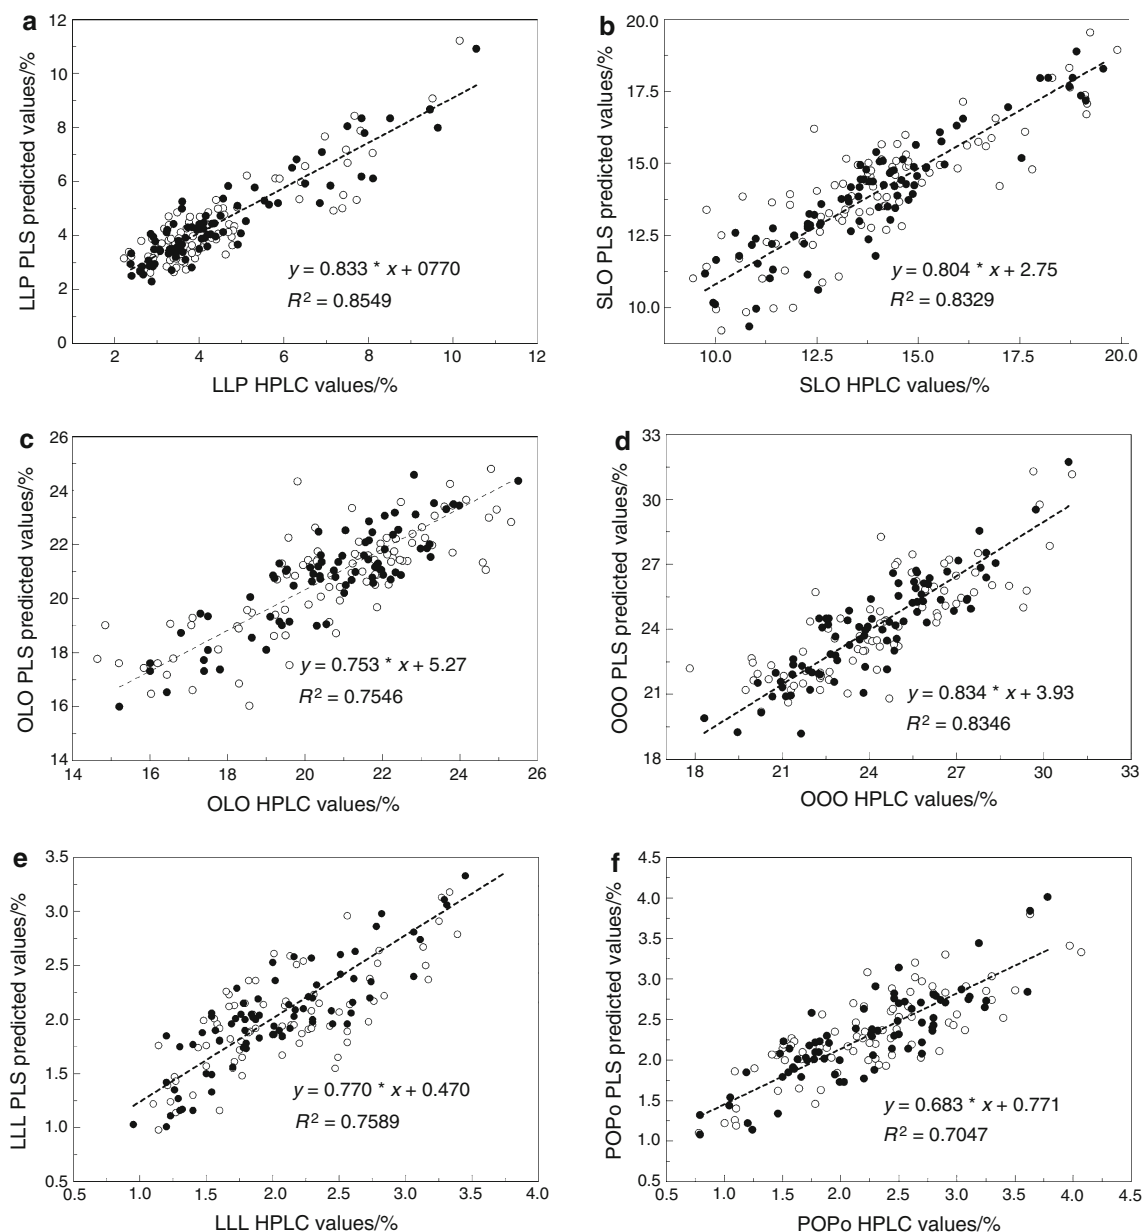 a
12
10
8
6
4
2
0
LLP PLS predicted values/%
y = 0.833 * x + 0770
R² = 0.8549
2 4 6 8 10 12
LLP HPLC values/%
b
20.0
17.5
15.0
12.5
10.0
SLO PLS predicted values/%
y = 0.804 * x + 2.75
R² = 0.8329
10.0 12.5 15.0 17.5 20.0
SLO HPLC values/%
c
26
24
22
20
18
16
14
OLO PLS predicted values/%
y = 0.753 * x + 5.27
R² = 0.7546
14 16 18 20 22 24 26
OLO HPLC values/%
d
33
30
27
24
21
18
OOO PLS predicted values/%
y = 0.834 * x + 3.93
R² = 0.8346
18 21 24 27 30 33
OOO HPLC values/%
e
3.5
3.0
2.5
2.0
1.5
1.0
0.5
LLL PLS predicted values/%
y = 0.770 * x + 0.470
R² = 0.7589
0.5 1.0 1.5 2.0 2.5 3.0 3.5 4.0
LLL HPLC values/%
f
4.5
4.0
3.5
3.0
2.5
2.0
1.5
1.0
0.5
POPo PLS predicted values/%
y = 0.683 * x + 0.771
R² = 0.7047
0.5 1.0 1.5 2.0 2.5 3.0 3.5 4.0 4.5
POPo HPLC values/%